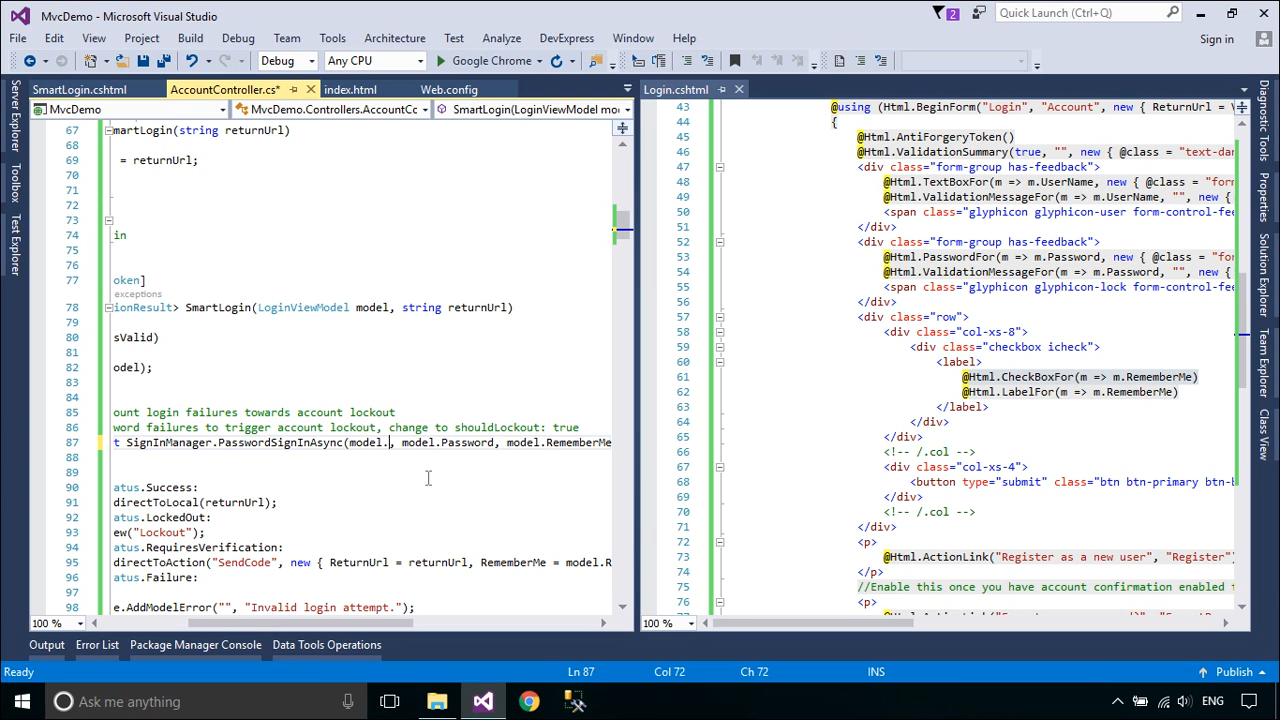 MvcDemo - Microsoft Visual Studio
2
Quick Launch (Ctrl+Q)
File Edit View Project Build Debug Team Tools Architecture Test Analyze DevExpress Window Help
Sign in
Debug Any CPU Google Chrome
SmartLogin.cshtml AccountController.cs* index.html Web.config
MvcDemo MvcDemo.Controllers.AccountCc SmartLogin(LoginViewModel mo
67 martLogin(string returnUrl)
68
69 = returnUrl;
70
71
72
73
74 in
75
76
77 oken]
exceptions
78 ionResult> SmartLogin(LoginViewModel model, string returnUrl)
79
80 sValid)
81
82 odel);
83
84
85 ount login failures towards account lockout
86 word failures to trigger account lockout, change to shouldLockout: true
87 t SignInManager.PasswordSignInAsync(model., model.Password, model.RememberMe
88
89
90 atus.Success:
91 directToLocal(returnUrl);
92 atus.LockedOut:
93 ew("Lockout");
94 atus.RequiresVerification:
95 directToAction("SendCode", new { ReturnUrl = returnUrl, RememberMe = model.R
96 atus.Failure:
97
98 e.AddModelError("", "Invalid login attempt.");
100 %
Login.cshtml
43 @using (Html.BeginForm("Login", "Account", new { ReturnUrl = V
44 {
45 @Html.AntiForgeryToken()
46 @Html.ValidationSummary(true, "", new { @class = "text-dan
47 <div class="form-group has-feedback">
48 @Html.TextBoxFor(m => m.UserName, new { @class = "form
49 @Html.ValidationMessageFor(m => m.UserName, "", new {
50 <span class="glyphicon glyphicon-user form-control-fee
51 </div>
52 <div class="form-group has-feedback">
53 @Html.PasswordFor(m => m.Password, new { @class = "for
54 @Html.ValidationMessageFor(m => m.Password, "", new {
55 <span class="glyphicon glyphicon-lock form-control-fee
56 </div>
57 <div class="row">
58 <div class="col-xs-8">
59 <div class="checkbox icheck">
60 <label>
61 @Html.CheckBoxFor(m => m.RememberMe)
62 @Html.LabelFor(m => m.RememberMe)
63 </label>
64 </div>
65 </div>
66 <!-- /.col -->
67 <div class="col-xs-4">
68 <button type="submit" class="btn btn-primary btn-b
69 </div>
70 <!-- /.col -->
71 </div>
72 <p>
73 @Html.ActionLink("Register as a new user", "Register")
74 </p>
75 //Enable this once you have account confirmation enabled f
76 <p>
100 %
Server Explorer
Toolbox
Test Explorer
Diagnostic Tools
Properties
Solution Explorer
Team Explorer
Class View
Output Error List Package Manager Console Data Tools Operations
Ready Ln 87 Col 72 Ch 72 INS Publish
Ask me anything
ENG